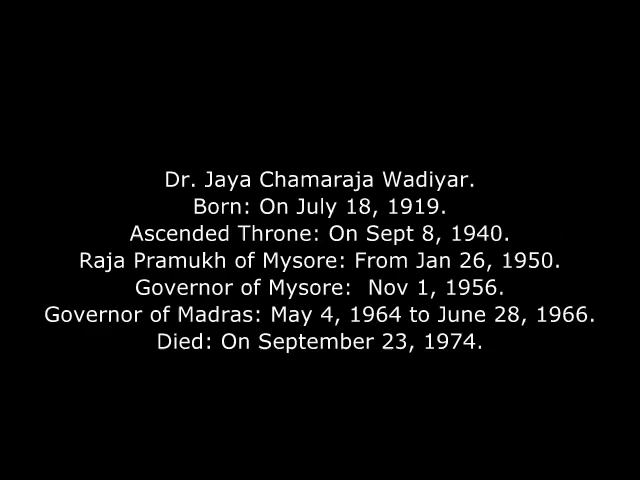 Dr. Jaya Chamaraja Wadiyar.
Born: On July 18, 1919.
Ascended Throne: On Sept 8, 1940.
Raja Pramukh of Mysore: From Jan 26, 1950.
Governor of Mysore:  Nov 1, 1956.
Governor of Madras: May 4, 1964 to June 28, 1966.
Died: On September 23, 1974.